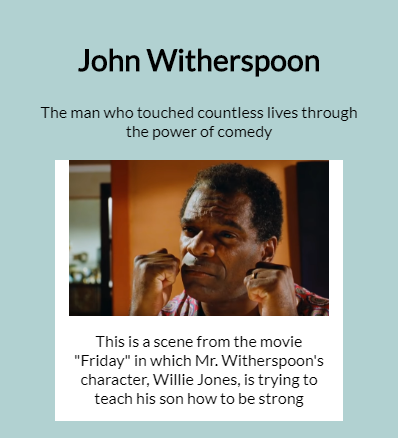 John Witherspoon
The man who touched countless lives through
the power of comedy
This is a scene from the movie
"Friday" in which Mr. Witherspoon's
character, Willie Jones, is trying to
teach his son how to be strong